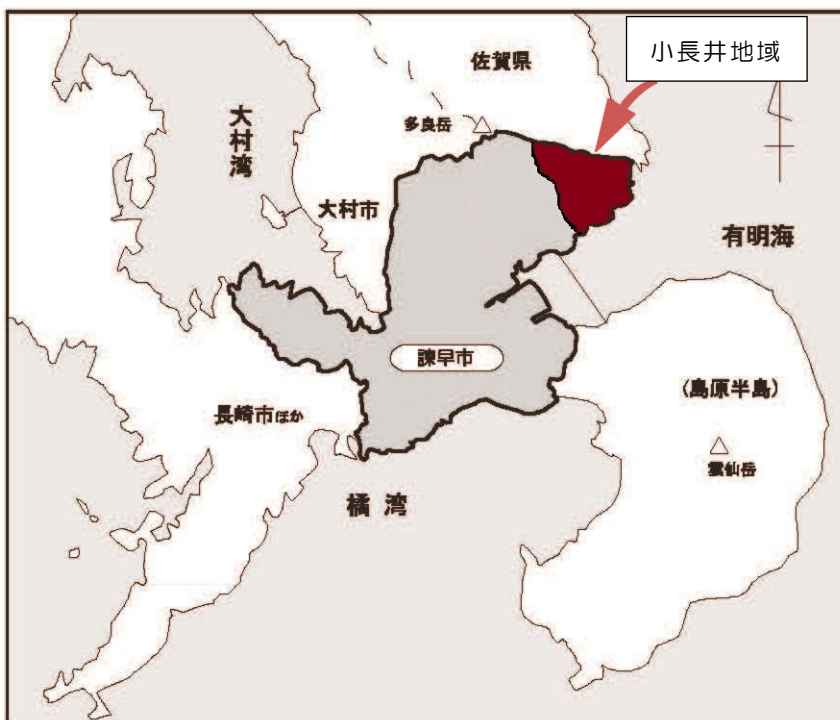 小長井地域
佐賀県
多良岳
大村湾
大村市
有明海
諫早市
(島原半島)
長崎市ほか
雲仙岳
橘湾